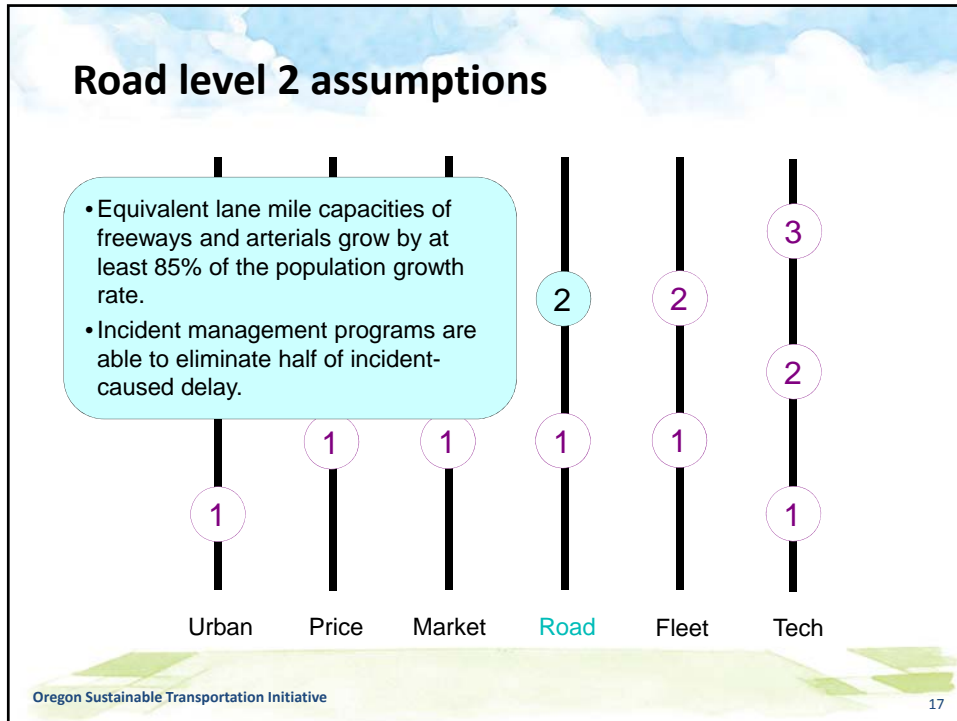 Road level 2 assumptions
• Equivalent lane mile capacities of
freeways and arterials grow by at
least 85% of the population growth
rate.
• Incident management programs are
able to eliminate half of incident-
caused delay.
3
2
2
2
1
1
1
1
1
1
Urban Price Market Road Fleet Tech
Oregon Sustainable Transportation Initiative
17